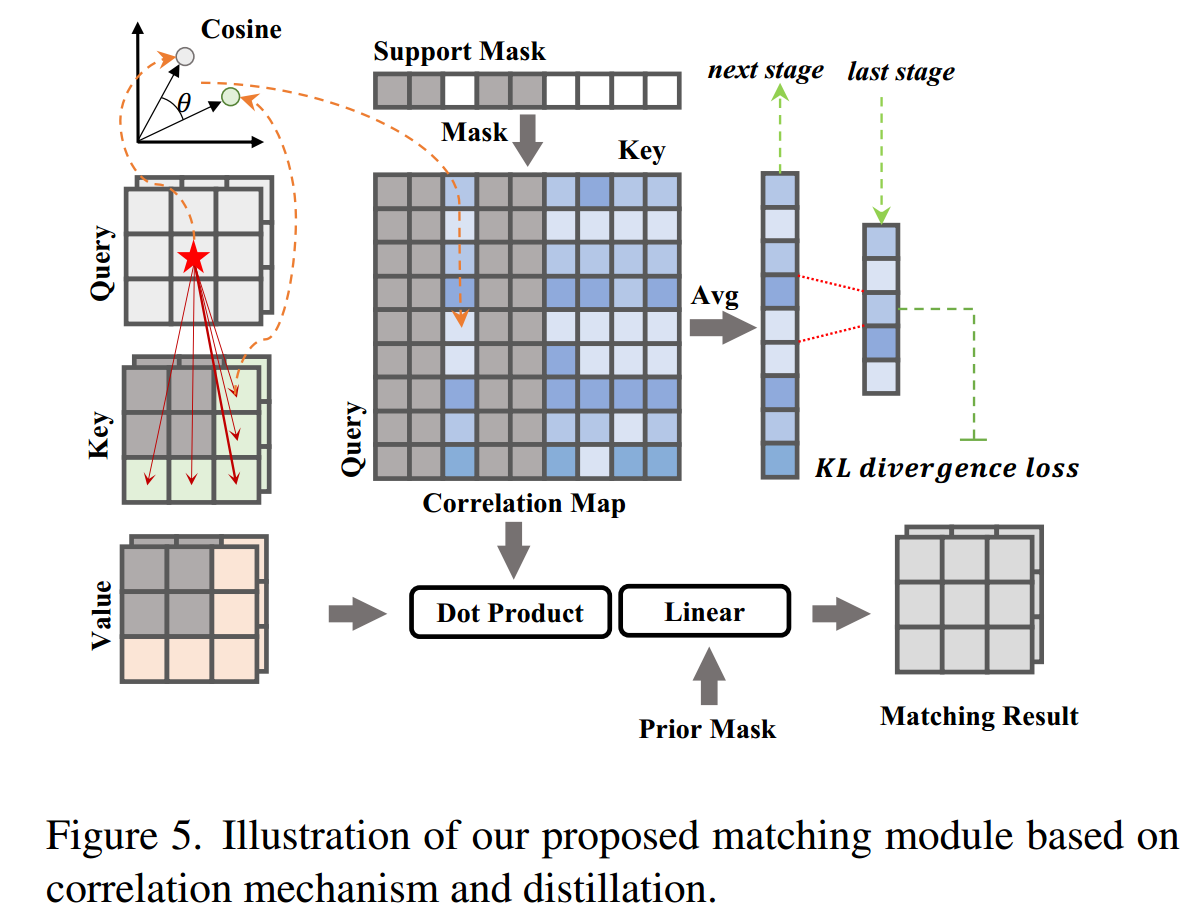 Cosine
θ
Support Mask
next stage
last stage
Mask
Key
Query
Avg
Key
Query
KL divergence loss
Correlation Map
Value
Dot Product
Linear
Prior Mask
Matching Result
Figure 5. Illustration of our proposed matching module based on
correlation mechanism and distillation.